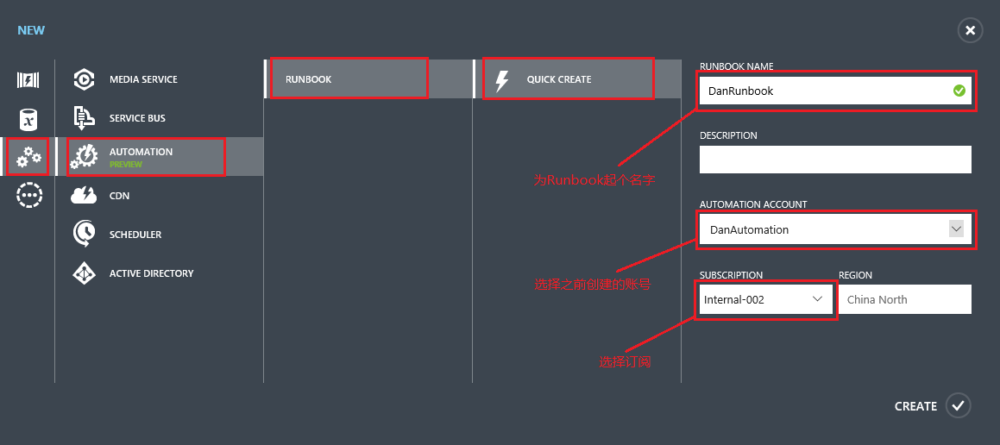 NEW
MEDIA SERVICE
SERVICE BUS
AUTOMATION
PREVIEW
CDN
SCHEDULER
ACTIVE DIRECTORY
RUNBOOK
QUICK CREATE
RUNBOOK NAME
DanRunbook
DESCRIPTION
为Runbook起个名字
AUTOMATION ACCOUNT
DanAutomation
选择之前创建的账号
SUBSCRIPTION
REGION
Internal-002
China North
选择订阅
CREATE